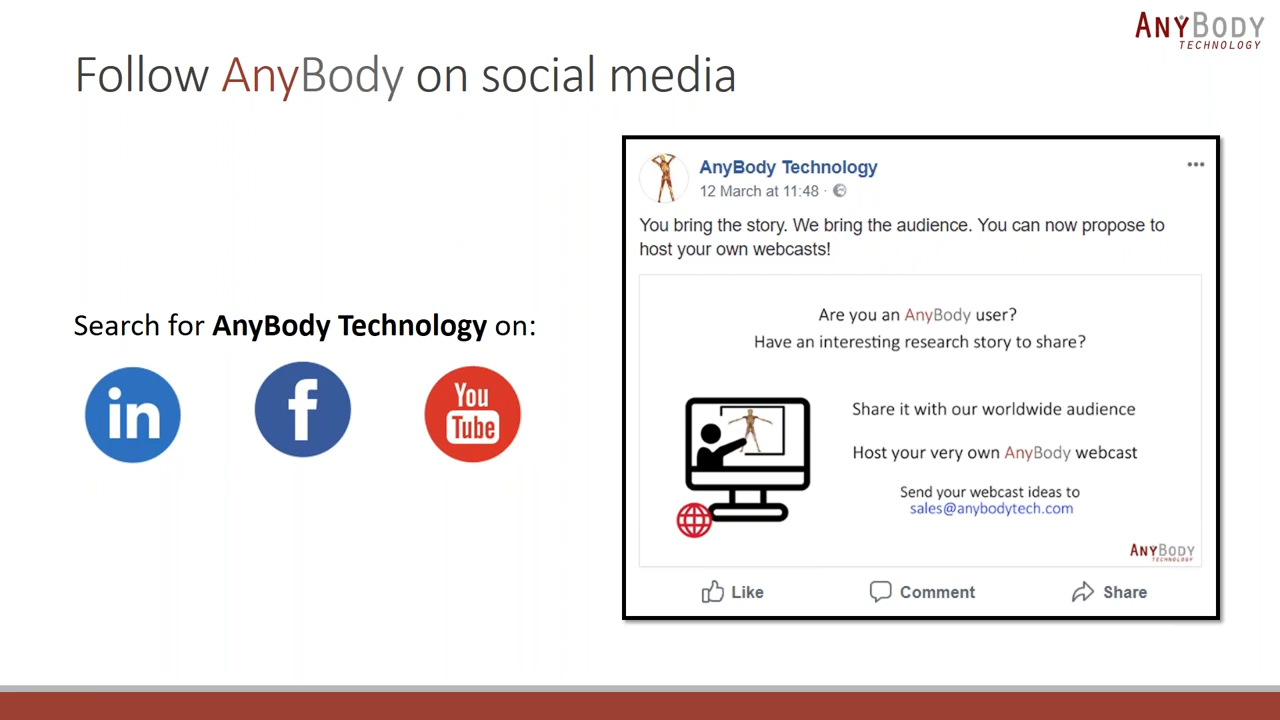 ANYBODY
TECHNOLOGY
Follow AnyBody on social media
Search for AnyBody Technology on:
in
f
You
Tube
AnyBody Technology
12 March at 11:48 ·
You bring the story. We bring the audience. You can now propose to
host your own webcasts!
Are you an AnyBody user?
Have an interesting research story to share?
Share it with our worldwide audience
Host your very own AnyBody webcast
Send your webcast ideas to
sales@anybodytech.com
ANYBODY
TECHNOLOGY
Like
Comment
Share